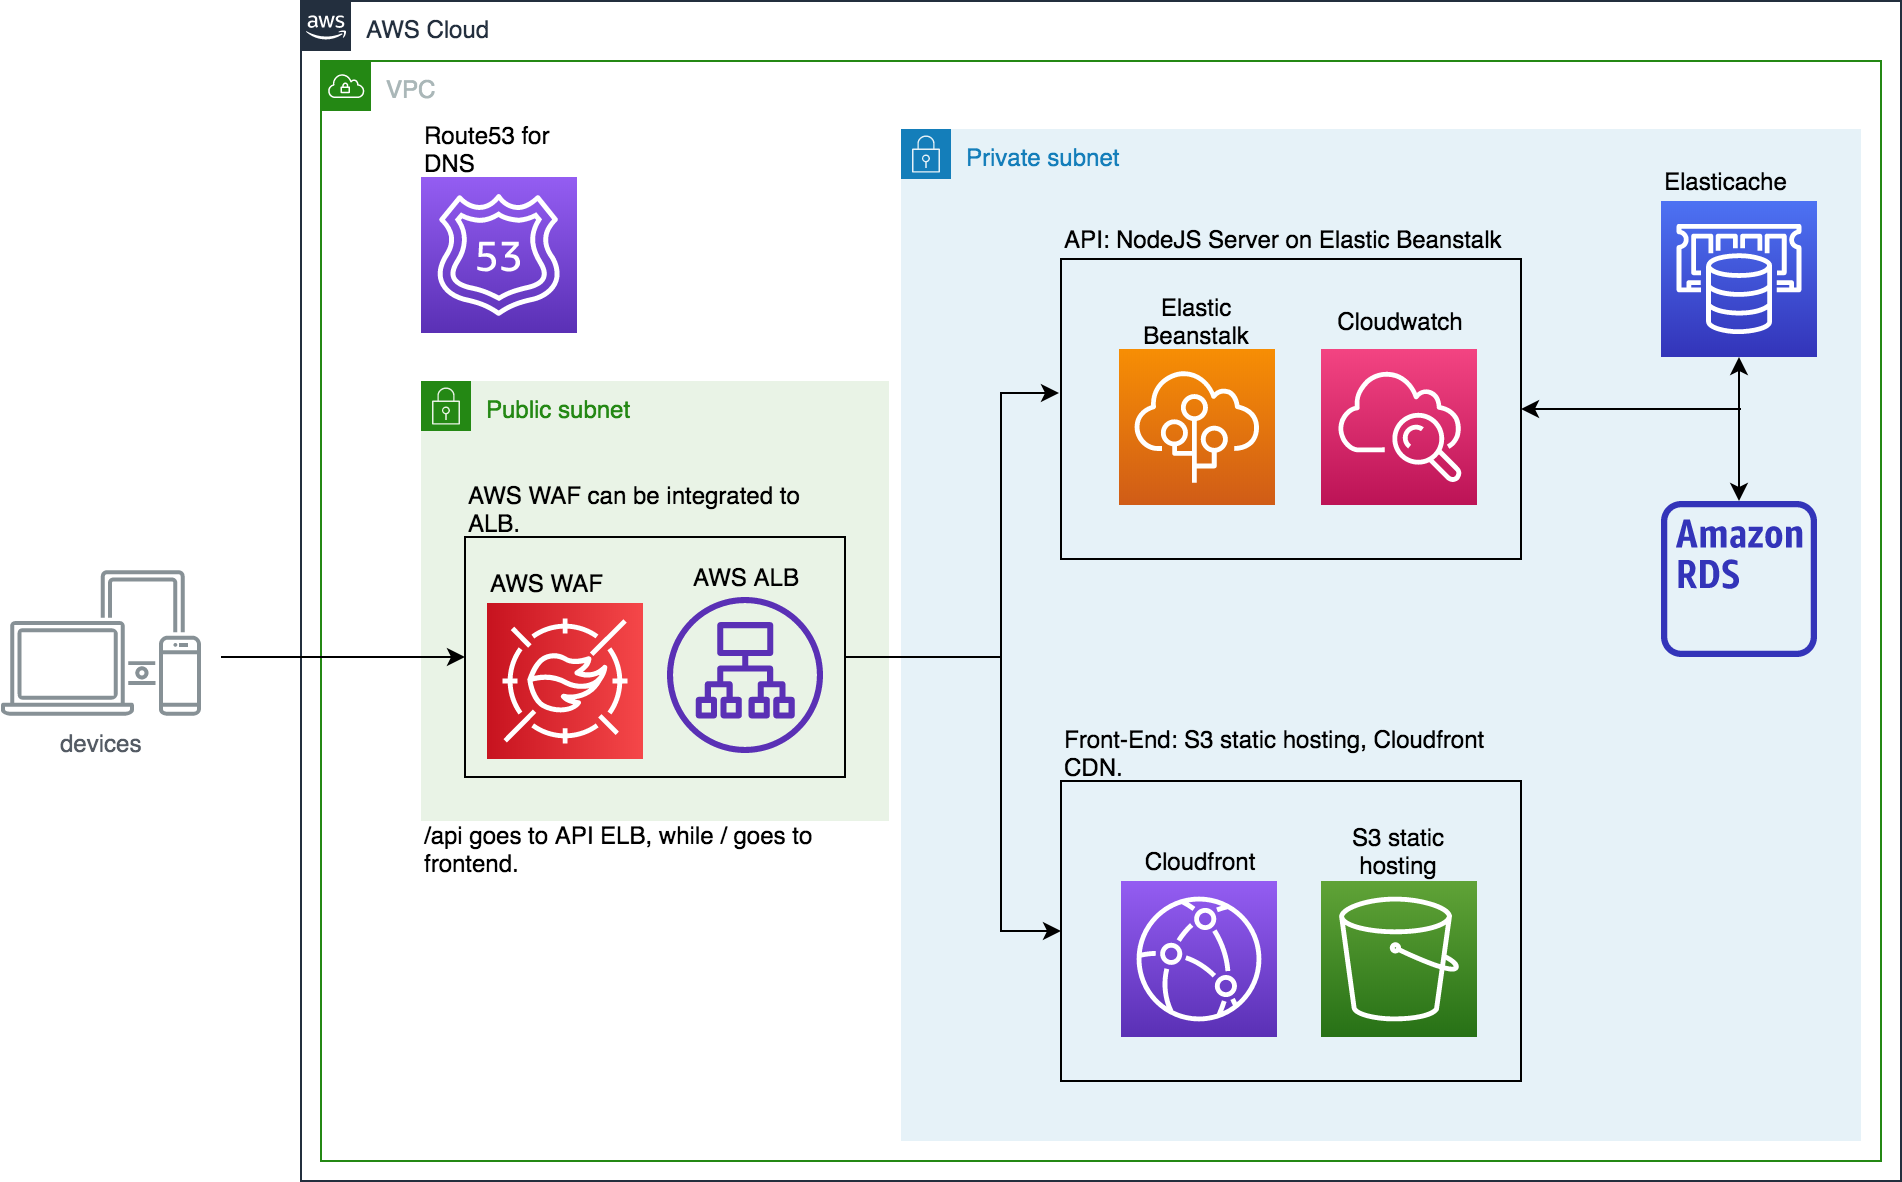 aws
AWS Cloud
VPC
Route53 for
DNS
53
Private subnet
Elasticache
API: NodeJS Server on Elastic Beanstalk
Elastic
Beanstalk
Cloudwatch
Public subnet
AWS WAF can be integrated to
ALB.
AWS WAF
AWS ALB
Amazon
RDS
devices
/api goes to API ELB, while / goes to
frontend.
Front-End: S3 static hosting, Cloudfront
CDN.
Cloudfront
S3 static
hosting